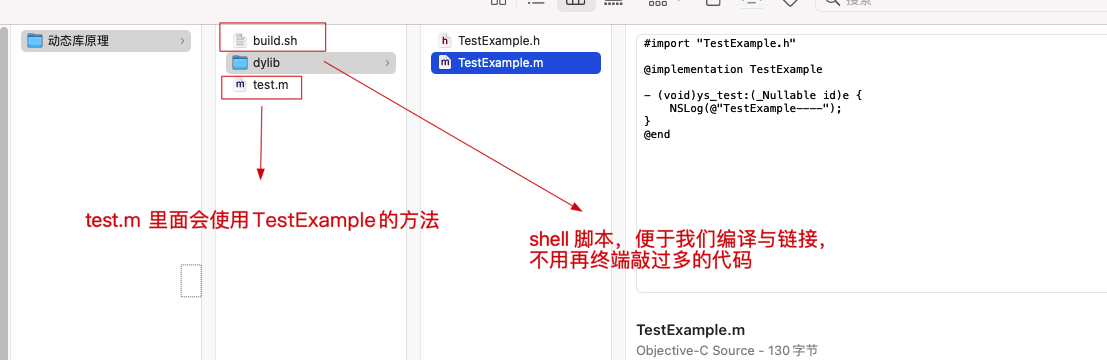 搜索
动态库原理
build.sh
dylib
test.m
TestExample.h
TestExample.m
#import "TestExample.h"
@implementation TestExample
- (void)ys_test:(_Nullable id)e {
NSLog(@"TestExample----");
}
@end
test.m 里面会使用TestExample的方法
shell 脚本，便于我们编译与链接，
不用再终端敲过多的代码
TestExample.m
Objective-C Source - 130 字节